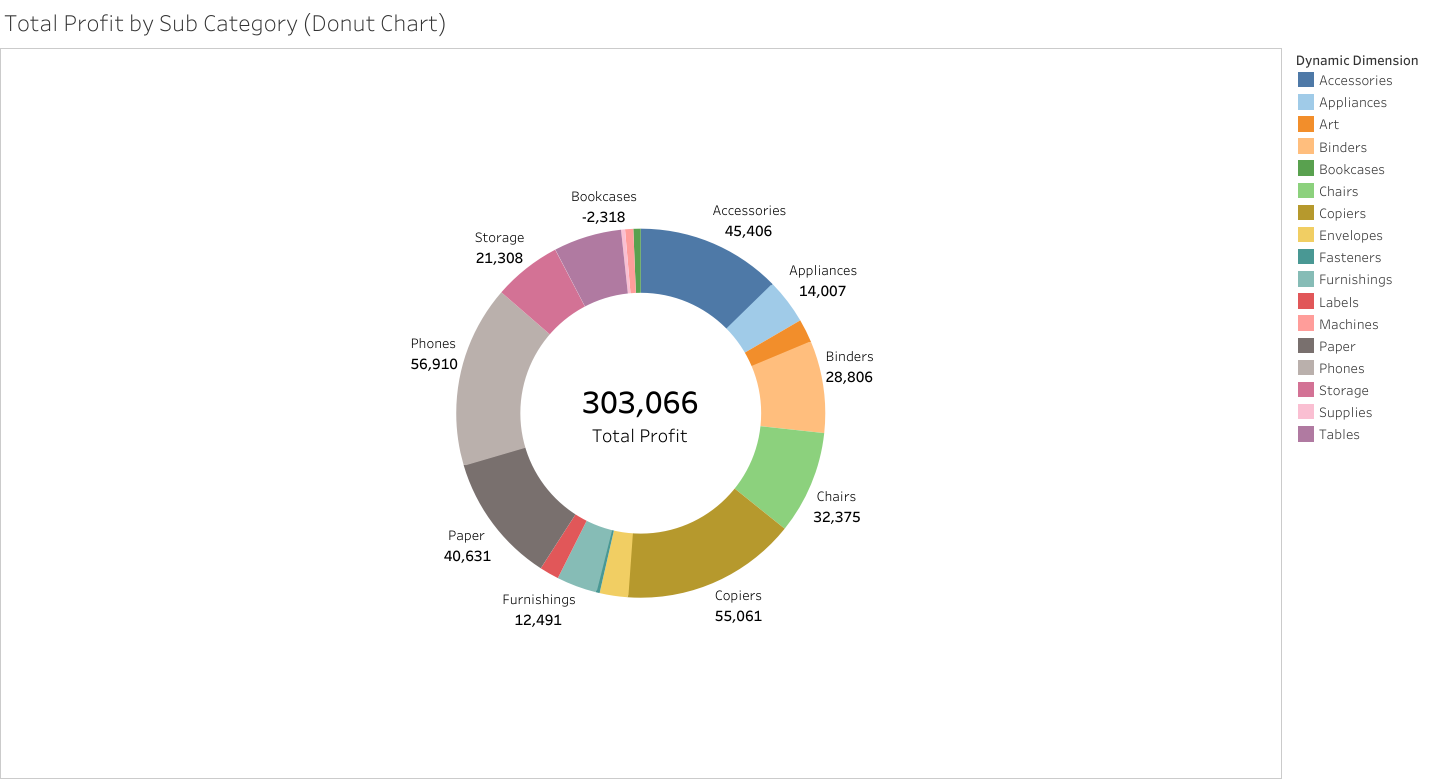 Total Profit by Sub Category (Donut Chart)
Bookcases
-2,318
Accessories
45,406
Storage
21,308
Appliances
14,007
Phones
56,910
Binders
28,806
303,066
Total Profit
Chairs
32,375
Paper
40,631
Copiers
55,061
Furnishings
12,491
Dynamic Dimension
Accessories
Appliances
Art
Binders
Bookcases
Chairs
Copiers
Envelopes
Fasteners
Furnishings
Labels
Machines
Paper
Phones
Storage
Supplies
Tables